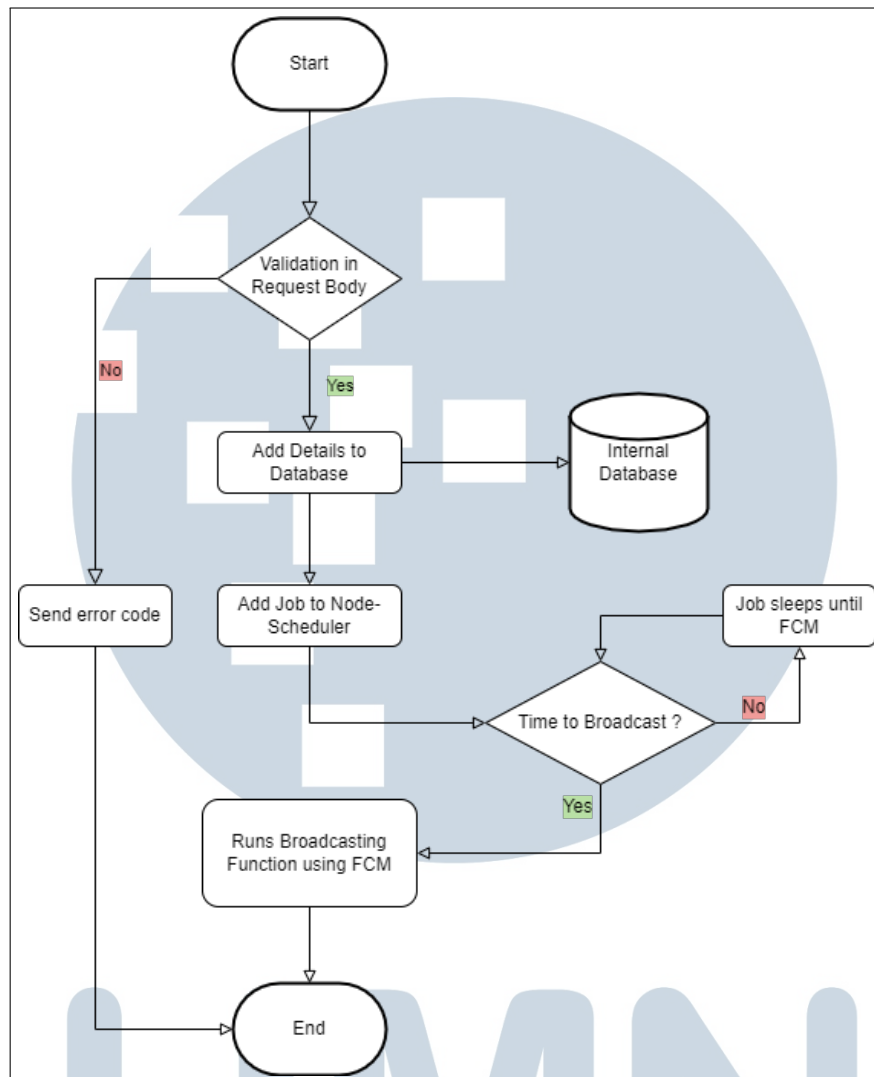 Start
Validation in
Request Body
No
Yes
Add Details to
Database
Internal
Database
Send error code
Add Job to Node-
Scheduler
Job sleeps until
FCM
Time to Broadcast ?
No
Yes
Runs Broadcasting
Function using FCM
End
UMN